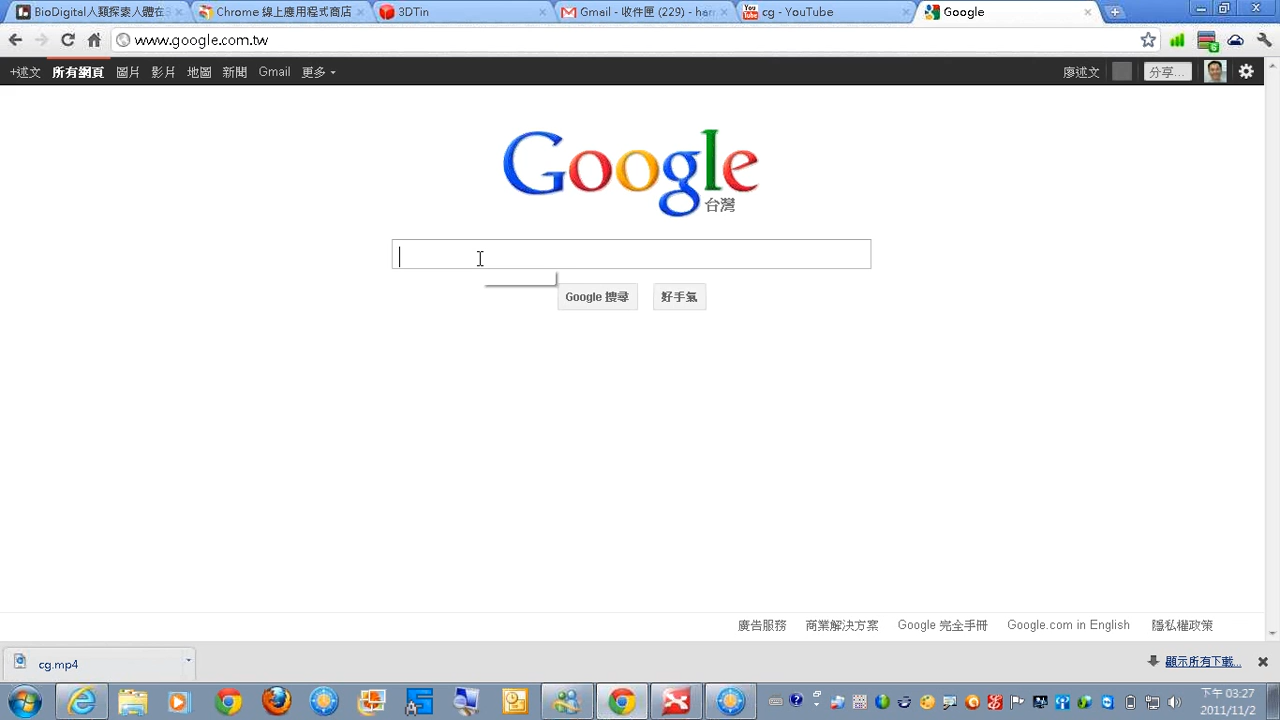 BioDigital人類探索人體在3
Chrome 線上應用程式商店
3DTin
Gmail - 收件匣 (229) - harr
cg - YouTube
Google
www.google.com.tw
+述文 所有網頁 圖片 影片 地圖 新聞 Gmail 更多
廖述文 分享...
Google
台灣
Google 搜尋 好手氣
廣告服務 商業解決方案 Google 完全手冊 Google.com in English 隱私權政策
cg.mp4 顯示所有下載...
下午 03:27
2011/11/2